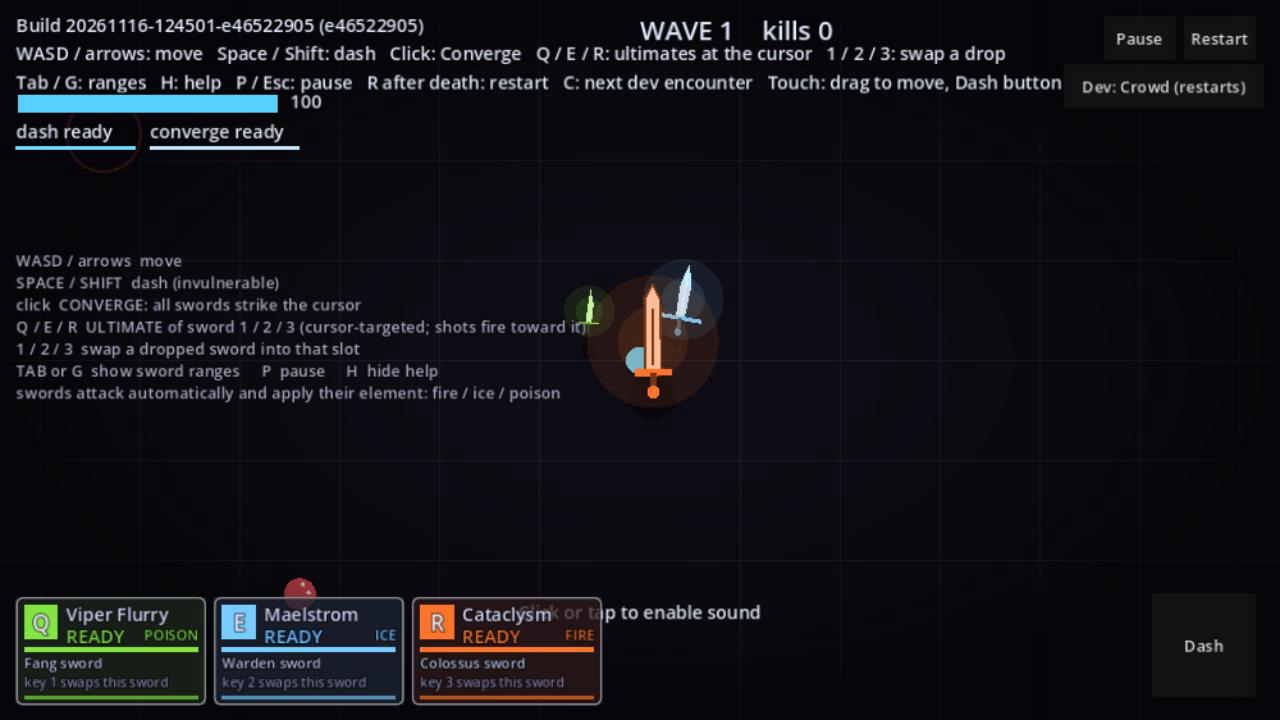 Build 20261116-124501-e46522905 (e46522905)
WAVE 1 kills 0
Pause
Restart
WASD / arrows: move Space / Shift: dash Click: Converge Q / E / R: ultimates at the cursor 1 / 2 / 3: swap a drop
Tab / G: ranges H: help P / Esc: pause R after death: restart C: next dev encounter Touch: drag to move, Dash button
Dev: Crowd (restarts)
100
dash ready
converge ready
WASD / arrows move
SPACE / SHIFT dash (invulnerable)
click CONVERGE: all swords strike the cursor
Q / E / R ULTIMATE of sword 1 / 2 / 3 (cursor-targeted; shots fire toward it)
1 / 2 / 3 swap a dropped sword into that slot
TAB or G show sword ranges P pause H hide help
swords attack automatically and apply their element: fire / ice / poison
Click or tap to enable sound
Q
Viper Flurry
READY
POISON
Fang sword
key 1 swaps this sword
E
Maelstrom
READY
ICE
Warden sword
key 2 swaps this sword
R
Cataclysm
READY
FIRE
Colossus sword
key 3 swaps this sword
Dash